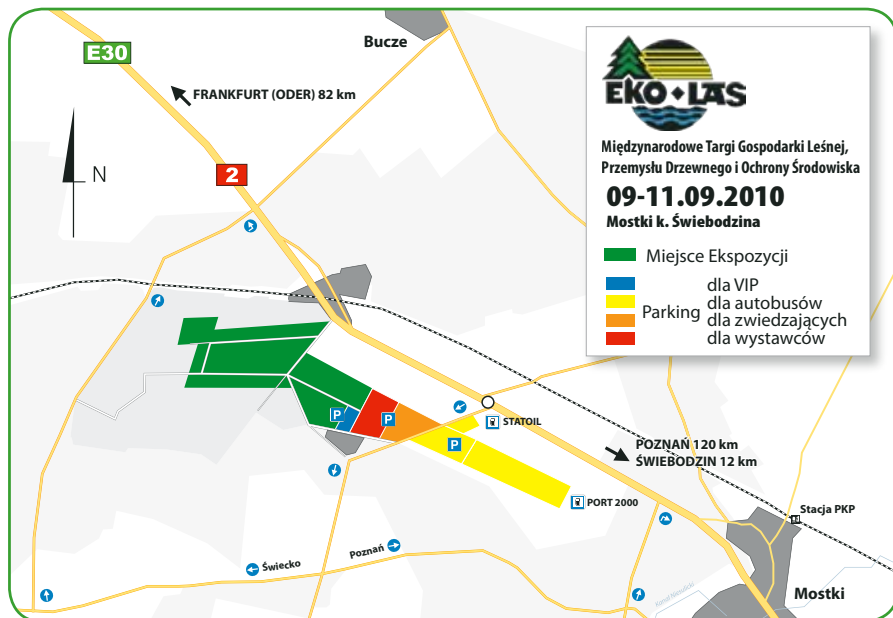 Bucze
E30
FRANKFURT (ODER) 82 km
N
2
EKO LAS
Międzynarodowe Targi Gospodarki Leśnej,
Przemysłu Drzewnego i Ochrony Środowiska
09-11.09.2010
Mostki k. Świebodzina
Miejsce Ekspozycji
Parking
dla VIP
dla autobusów
dla zwiedzających
dla wystawców
P
P
P
STATOIL
POZNAŃ 120 km
ŚWIEBODZIN 12 km
PORT 2000
Stacja PKP
Poznań
Świecko
Mostki